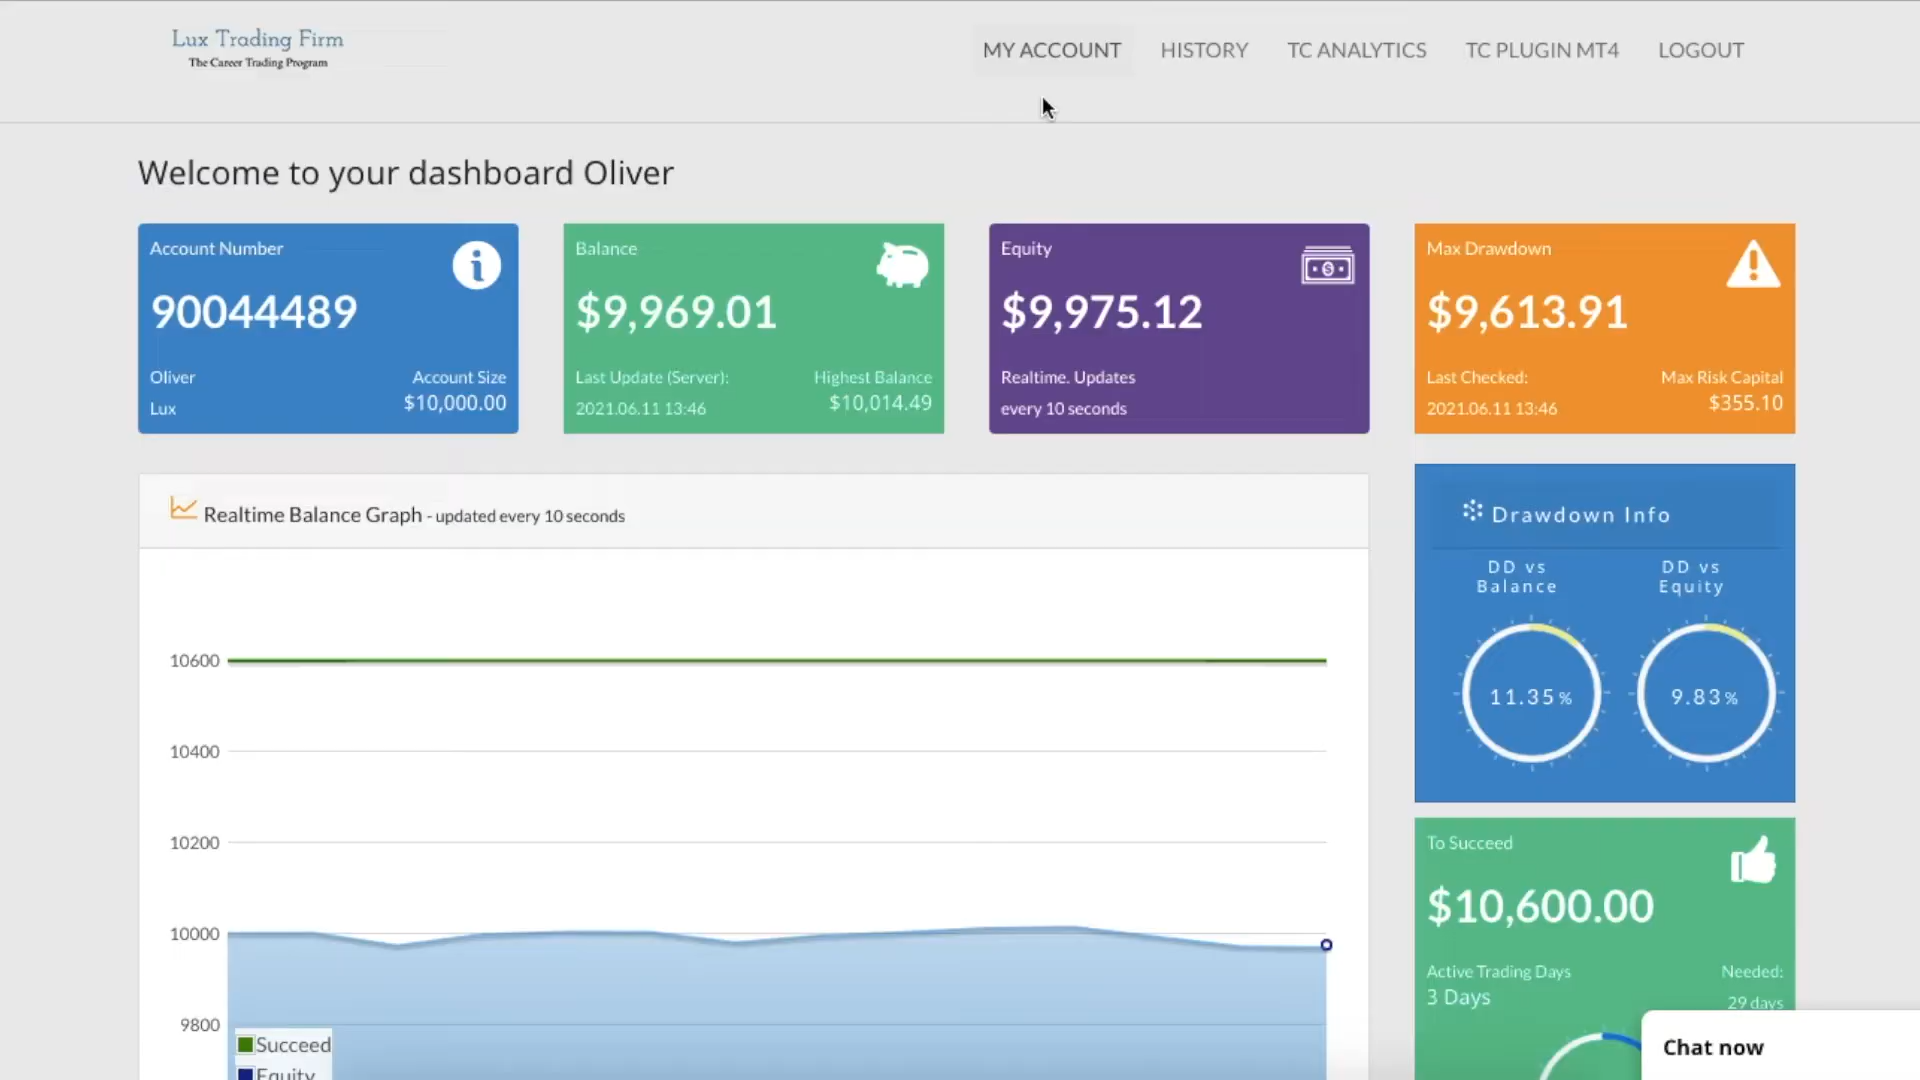 Lux Trading Firm
The Career Trading Program
MY ACCOUNT
HISTORY
TC ANALYTICS
TC PLUGIN MT4
LOGOUT
Welcome to your dashboard Oliver
Account Number
90044489
Oliver
Lux
Account Size
$10,000.00
Balance
$9,969.01
Last Update (Server):
2021.06.11 13:46
Highest Balance
$10,014.49
Equity
$9,975.12
Realtime. Updates
every 10 seconds
Max Drawdown
$9,613.91
Last Checked:
2021.06.11 13:46
Max Risk Capital
$355.10
Realtime Balance Graph - updated every 10 seconds
10600
10400
10200
10000
9800
Succeed
Equity
Drawdown Info
DD vs
Balance
11.35%
DD vs
Equity
9.83%
To Succeed
$10,600.00
Active Trading Days
3 Days
Needed:
29 days
Chat now